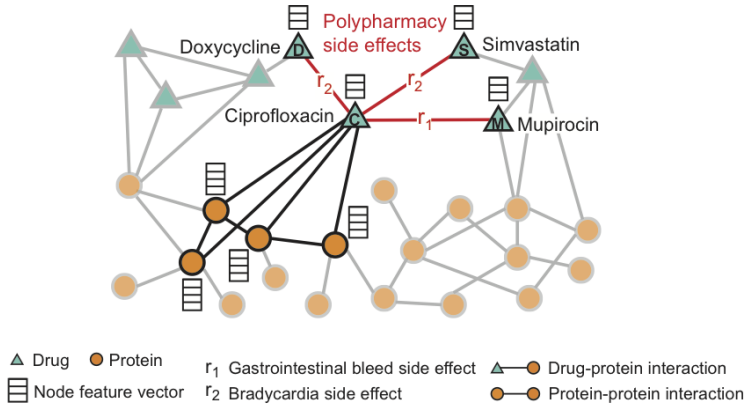 Polypharmacy
side effects
Doxycycline
D
S
Simvastatin
r2
r2
Ciprofloxacin
C
r1
M
Mupirocin
Drug
Protein
r1 Gastrointestinal bleed side effect
Drug-protein interaction
Node feature vector
r2 Bradycardia side effect
Protein-protein interaction